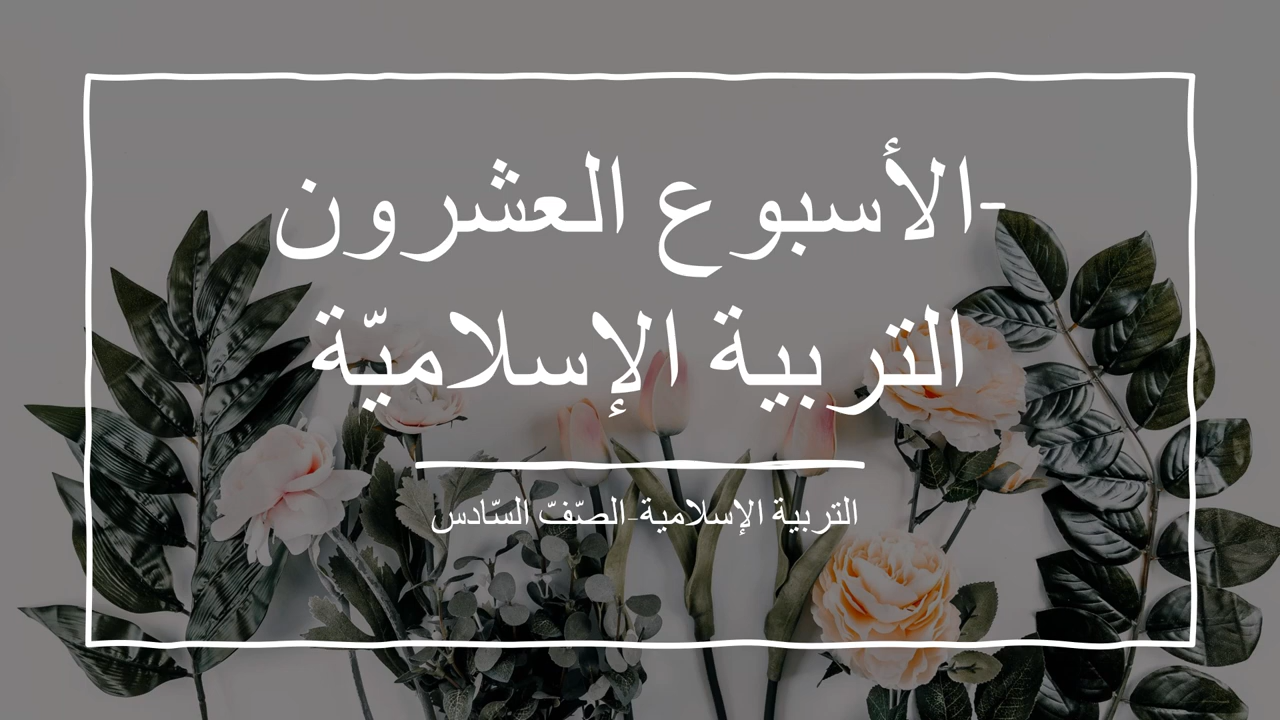 -الأسبوع العشرون
التربية الإسلاميّة
التربية الإسلامية-الصّفّ السّادس